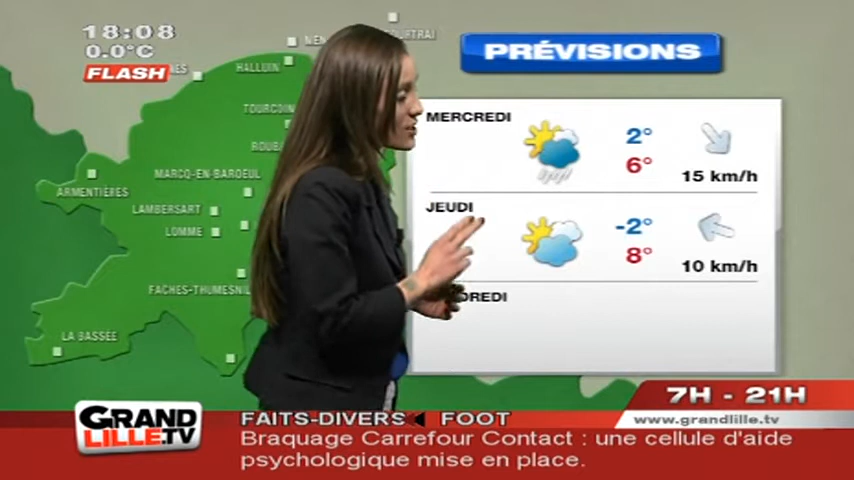 18:08
0.0°C
FLASH
HALLUIN
TOURCOIN
ROUBA
MARCQ-EN-BAROEUL
ARMENTIÈRES
LAMBERSART
LOMME
FACHES-THUMESNIL
LA BASSÉE
PRÉVISIONS
MERCREDI
2°
6°
15 km/h
JEUDI
-2°
8°
10 km/h
DREDI
7H - 21H
www.grandlille.tv
GRAND
LILLE.TV
FAITS-DIVERS FOOT
Braquage Carrefour Contact : une cellule d'aide
psychologique mise en place.